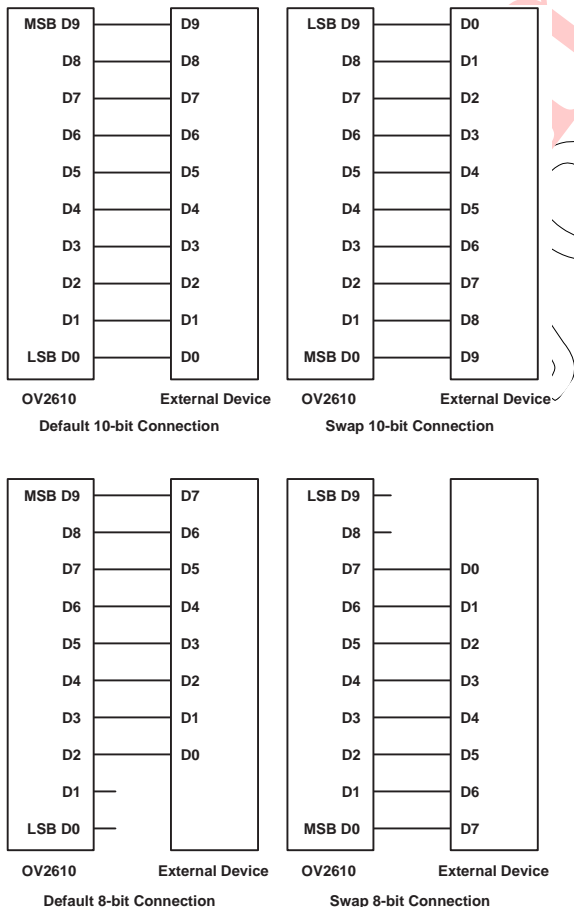 MSB D9 D9
D8 D8
D7 D7
D6 D6
D5 D5
D4 D4
D3 D3
D2 D2
D1 D1
LSB D0 D0
OV2610 External Device
Default 10-bit Connection
LSB D9 D0
D8 D1
D7 D2
D6 D3
D5 D4
D4 D5
D3 D6
D2 D7
D1 D8
MSB D0 D9
OV2610 External Device
Swap 10-bit Connection
MSB D9 D7
D8 D6
D7 D5
D6 D4
D5 D3
D4 D2
D3 D1
D2 D0
D1
LSB D0
OV2610 External Device
Default 8-bit Connection
LSB D9
D8
D7 D0
D6 D1
D5 D2
D4 D3
D3 D4
D2 D5
D1 D6
MSB D0 D7
OV2610 External Device
Swap 8-bit Connection